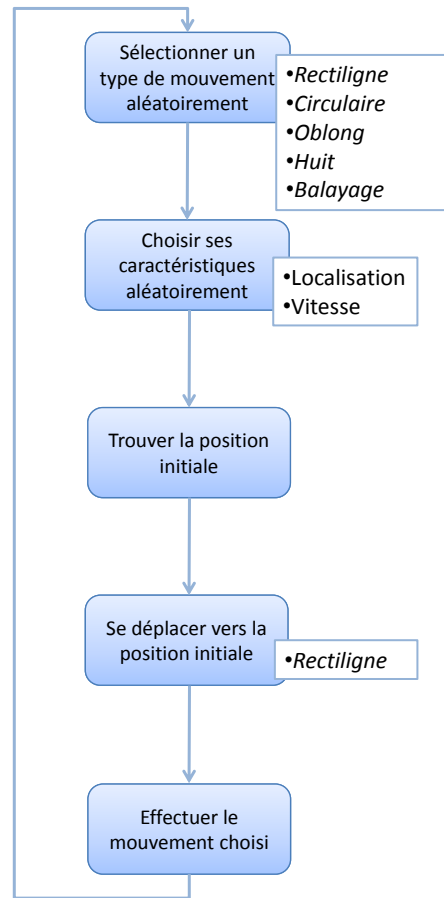 Sélectionner un
type de mouvement
aléatoirement
•Rectiligne
•Circulaire
•Oblong
•Huit
•Balayage
Choisir ses
caractéristiques
aléatoirement
•Localisation
•Vitesse
Trouver la position
initiale
Se déplacer vers la
position initiale
•Rectiligne
Effectuer le
mouvement choisi